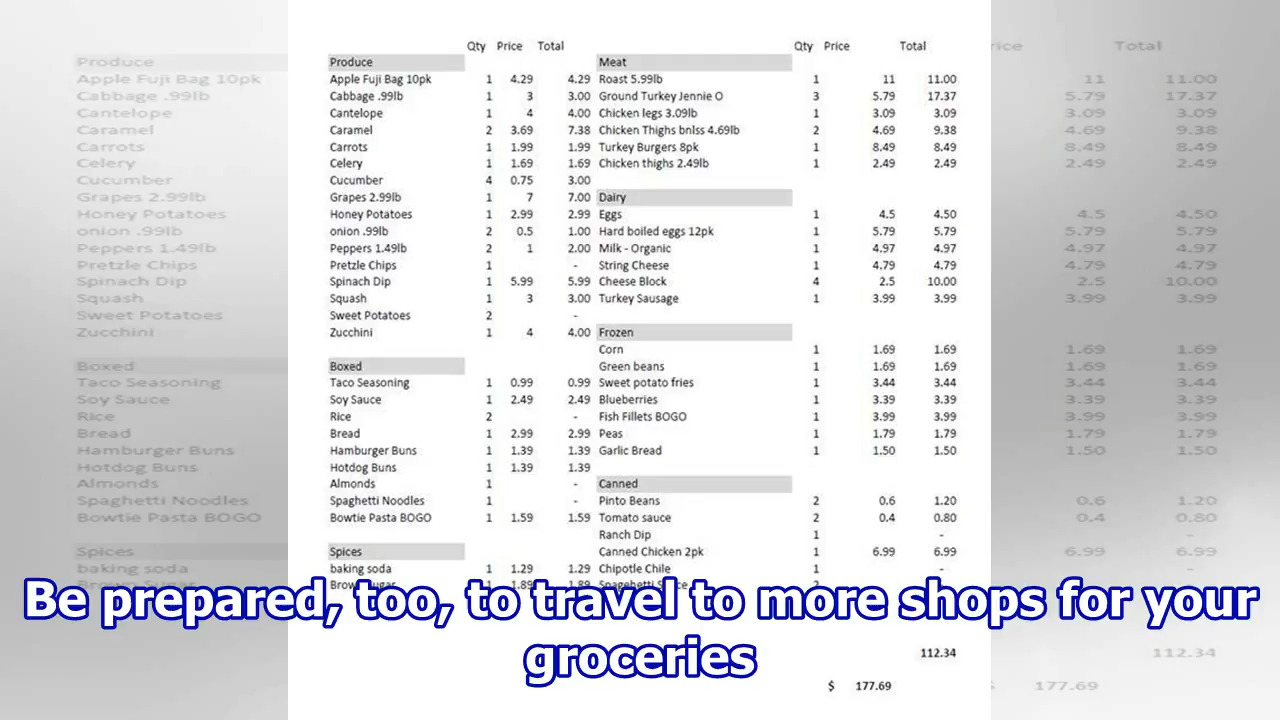 Qty Price Total
Produce
Apple Fuji Bag 10pk 1 4.29 4.29
Cabbage .99lb 1 3 3.00
Cantelope 1 4 4.00
Caramel 2 3.69 7.38
Carrots 1 1.99 1.99
Celery 1 1.69 1.69
Cucumber 4 0.75 3.00
Grapes 2.99lb 1 7 7.00
Honey Potatoes 1 2.99 2.99
onion .99lb 2 0.5 1.00
Peppers 1.49lb 2 1 2.00
Pretzle Chips 1 -
Spinach Dip 1 5.99 5.99
Squash 1 3 3.00
Sweet Potatoes 2 -
Zucchini 1 4 4.00
Boxed
Taco Seasoning 1 0.99 0.99
Soy Sauce 1 2.49 2.49
Rice 2 -
Bread 1 2.99 2.99
Hamburger Buns 1 1.39 1.39
Hotdog Buns 1 1.39 1.39
Almonds 1 -
Spaghetti Noodles 1 -
Bowtie Pasta BOGO 1 1.59 1.59
Spices
baking soda 1 1.29 1.29
Brown Sugar 1 1.89 1.89
Qty Price Total
Meat
Roast 5.99lb 1 11 11.00
Ground Turkey Jennie O 3 5.79 17.37
Chicken legs 3.09lb 1 3.09 3.09
Chicken Thighs bnlss 4.69lb 2 4.69 9.38
Turkey Burgers 8pk 1 8.49 8.49
Chicken thighs 2.49lb 1 2.49 2.49
Dairy
Eggs 1 4.5 4.50
Hard boiled eggs 12pk 1 5.79 5.79
Milk - Organic 1 4.97 4.97
String Cheese 1 4.79 4.79
Cheese Block 4 2.5 10.00
Turkey Sausage 1 3.99 3.99
Frozen
Corn 1 1.69 1.69
Green beans 1 1.69 1.69
Sweet potato fries 1 3.44 3.44
Blueberries 1 3.39 3.39
Fish Fillets BOGO 1 3.99 3.99
Peas 1 1.79 1.79
Garlic Bread 1 1.50 1.50
Canned
Pinto Beans 2 0.6 1.20
Tomato sauce 2 0.4 0.80
Ranch Dip 1 -
Canned Chicken 2pk 1 6.99 6.99
Chipotle Chile 1 -
Spagehetti Sauce 2
112.34
$ 177.69
Be prepared, too, to travel to more shops for your
groceries